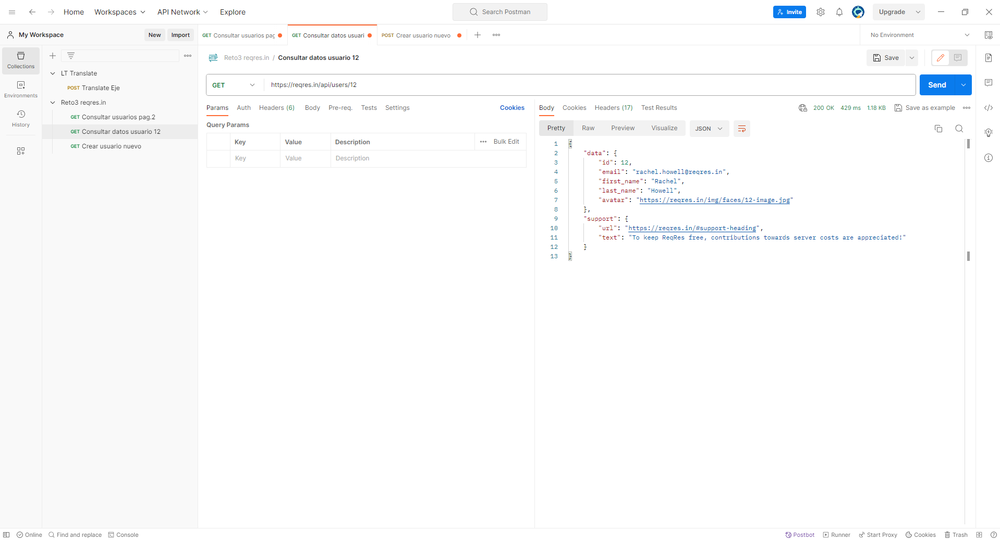 Home Workspaces API Network Explore Search Postman Invite Upgrade
My Workspace New Import GET Consultar usuarios pag GET Consultar datos usuari POST Crear usuario nuevo No Environment
Collections
Environments
History
LT Translate
POST Translate Eje
Reto3 reqres.in
GET Consultar usuarios pag.2
GET Consultar datos usuario 12
GET Crear usuario nuevo
HTTP Reto3 reqres.in / Consultar datos usuario 12 Save
GET https://reqres.in/api/users/12 Send
Params Auth Headers (6) Body Pre-req. Tests Settings Cookies
Query Params
Key Value Description Bulk Edit
Key Value Description
Body Cookies Headers (17) Test Results 200 OK 429 ms 1.18 KB Save as example
Pretty Raw Preview Visualize JSON
1 {
2 "data": {
3 "id": 12,
4 "email": "rachel.howell@reqres.in",
5 "first_name": "Rachel",
6 "last_name": "Howell",
7 "avatar": "https://reqres.in/img/faces/12-image.jpg"
8 },
9 "support": {
10 "url": "https://reqres.in/#support-heading",
11 "text": "To keep ReqRes free, contributions towards server costs are appreciated!"
12 }
13 }
Online Find and replace Console Postbot Runner Start Proxy Cookies Trash